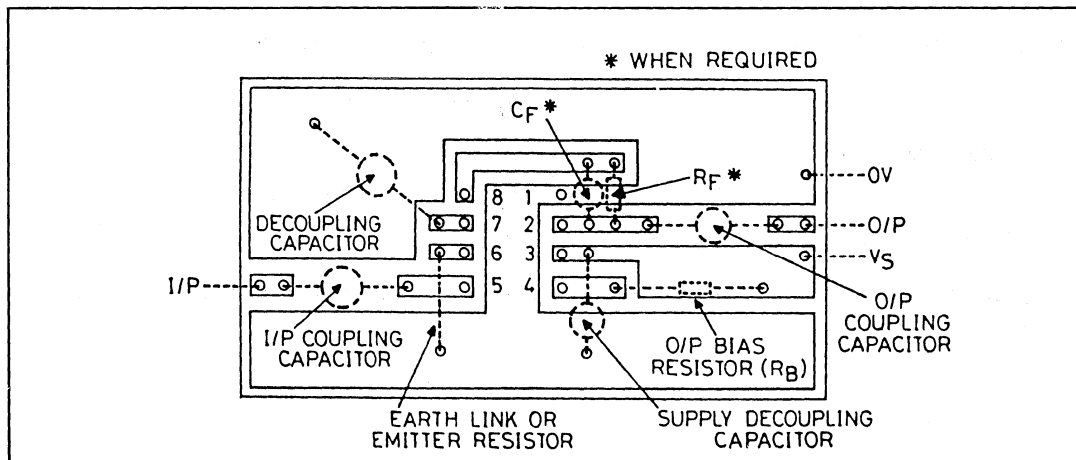 * WHEN REQUIRED
CF *
RF *
0V
DECOUPLING
CAPACITOR
8 1
7 2
6 3
5 4
O/P
VS
I/P
I/P COUPLING
CAPACITOR
O/P
COUPLING
CAPACITOR
O/P BIAS
RESISTOR (RB)
EARTH LINK OR
EMITTER RESISTOR
SUPPLY DECOUPLING
CAPACITOR